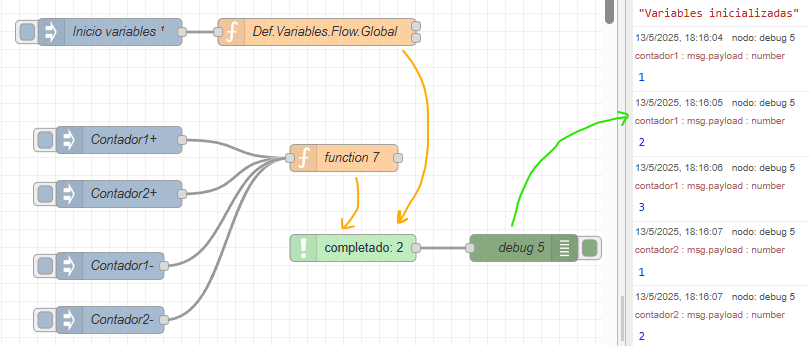 Inicio variables ¹
Def.Variables.Flow.Global
Contador1+
Contador2+
Contador1-
Contador2-
function 7
completado: 2
debug 5
"Variables inicializadas"
13/5/2025, 18:16:04 nodo: debug 5
contador1 : msg.payload : number
1
13/5/2025, 18:16:05 nodo: debug 5
contador1 : msg.payload : number
2
13/5/2025, 18:16:06 nodo: debug 5
contador1 : msg.payload : number
3
13/5/2025, 18:16:07 nodo: debug 5
contador2 : msg.payload : number
1
13/5/2025, 18:16:07 nodo: debug 5
contador2 : msg.payload : number
2